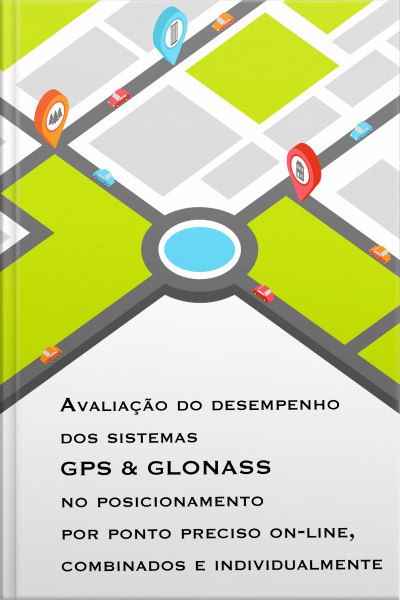 Avaliação do desempenho
dos sistemas
GPS & GLONASS
no posicionamento
por ponto preciso on-line,
combinados e individualmente